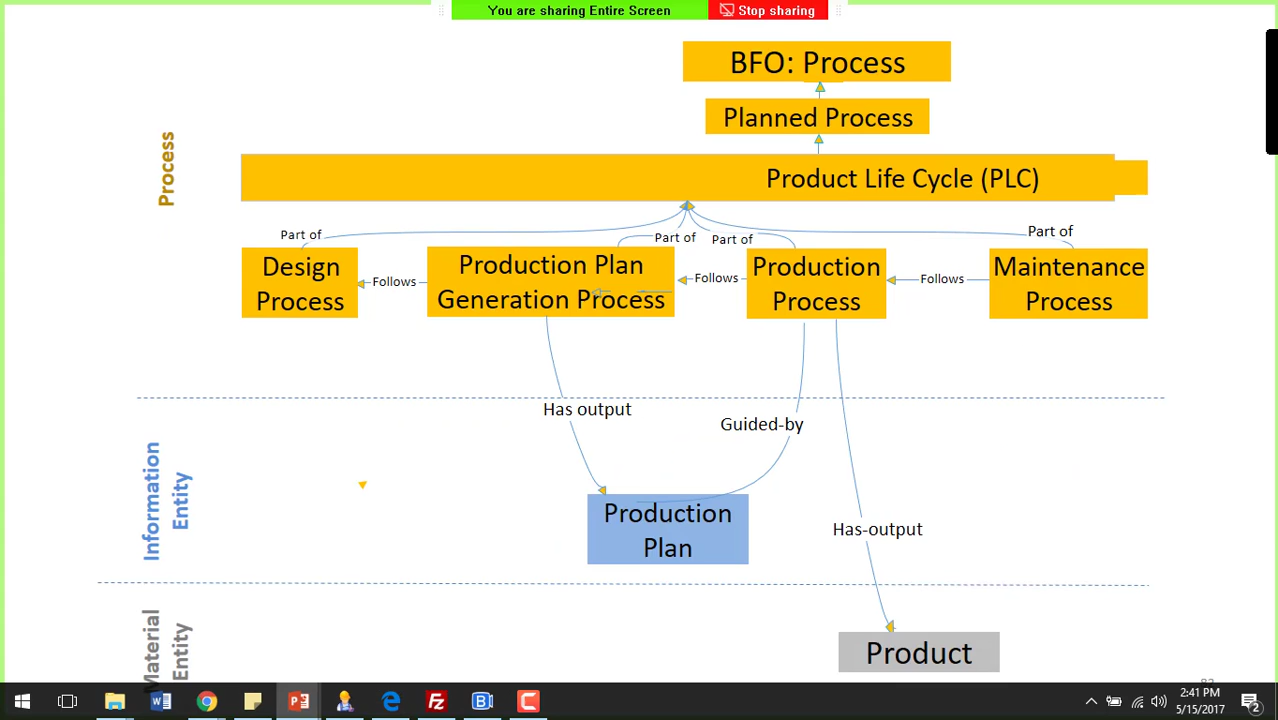 You are sharing Entire Screen
Stop sharing
BFO: Process
Planned Process
Product Life Cycle (PLC)
Process
Part of
Part of
Part of
Part of
Design
Process
Follows
Production Plan
Generation Process
Follows
Production
Process
Follows
Maintenance
Process
Has output
Guided-by
Information
Entity
Production
Plan
Has-output
Material
Entity
Product
2:41 PM
5/15/2017
2